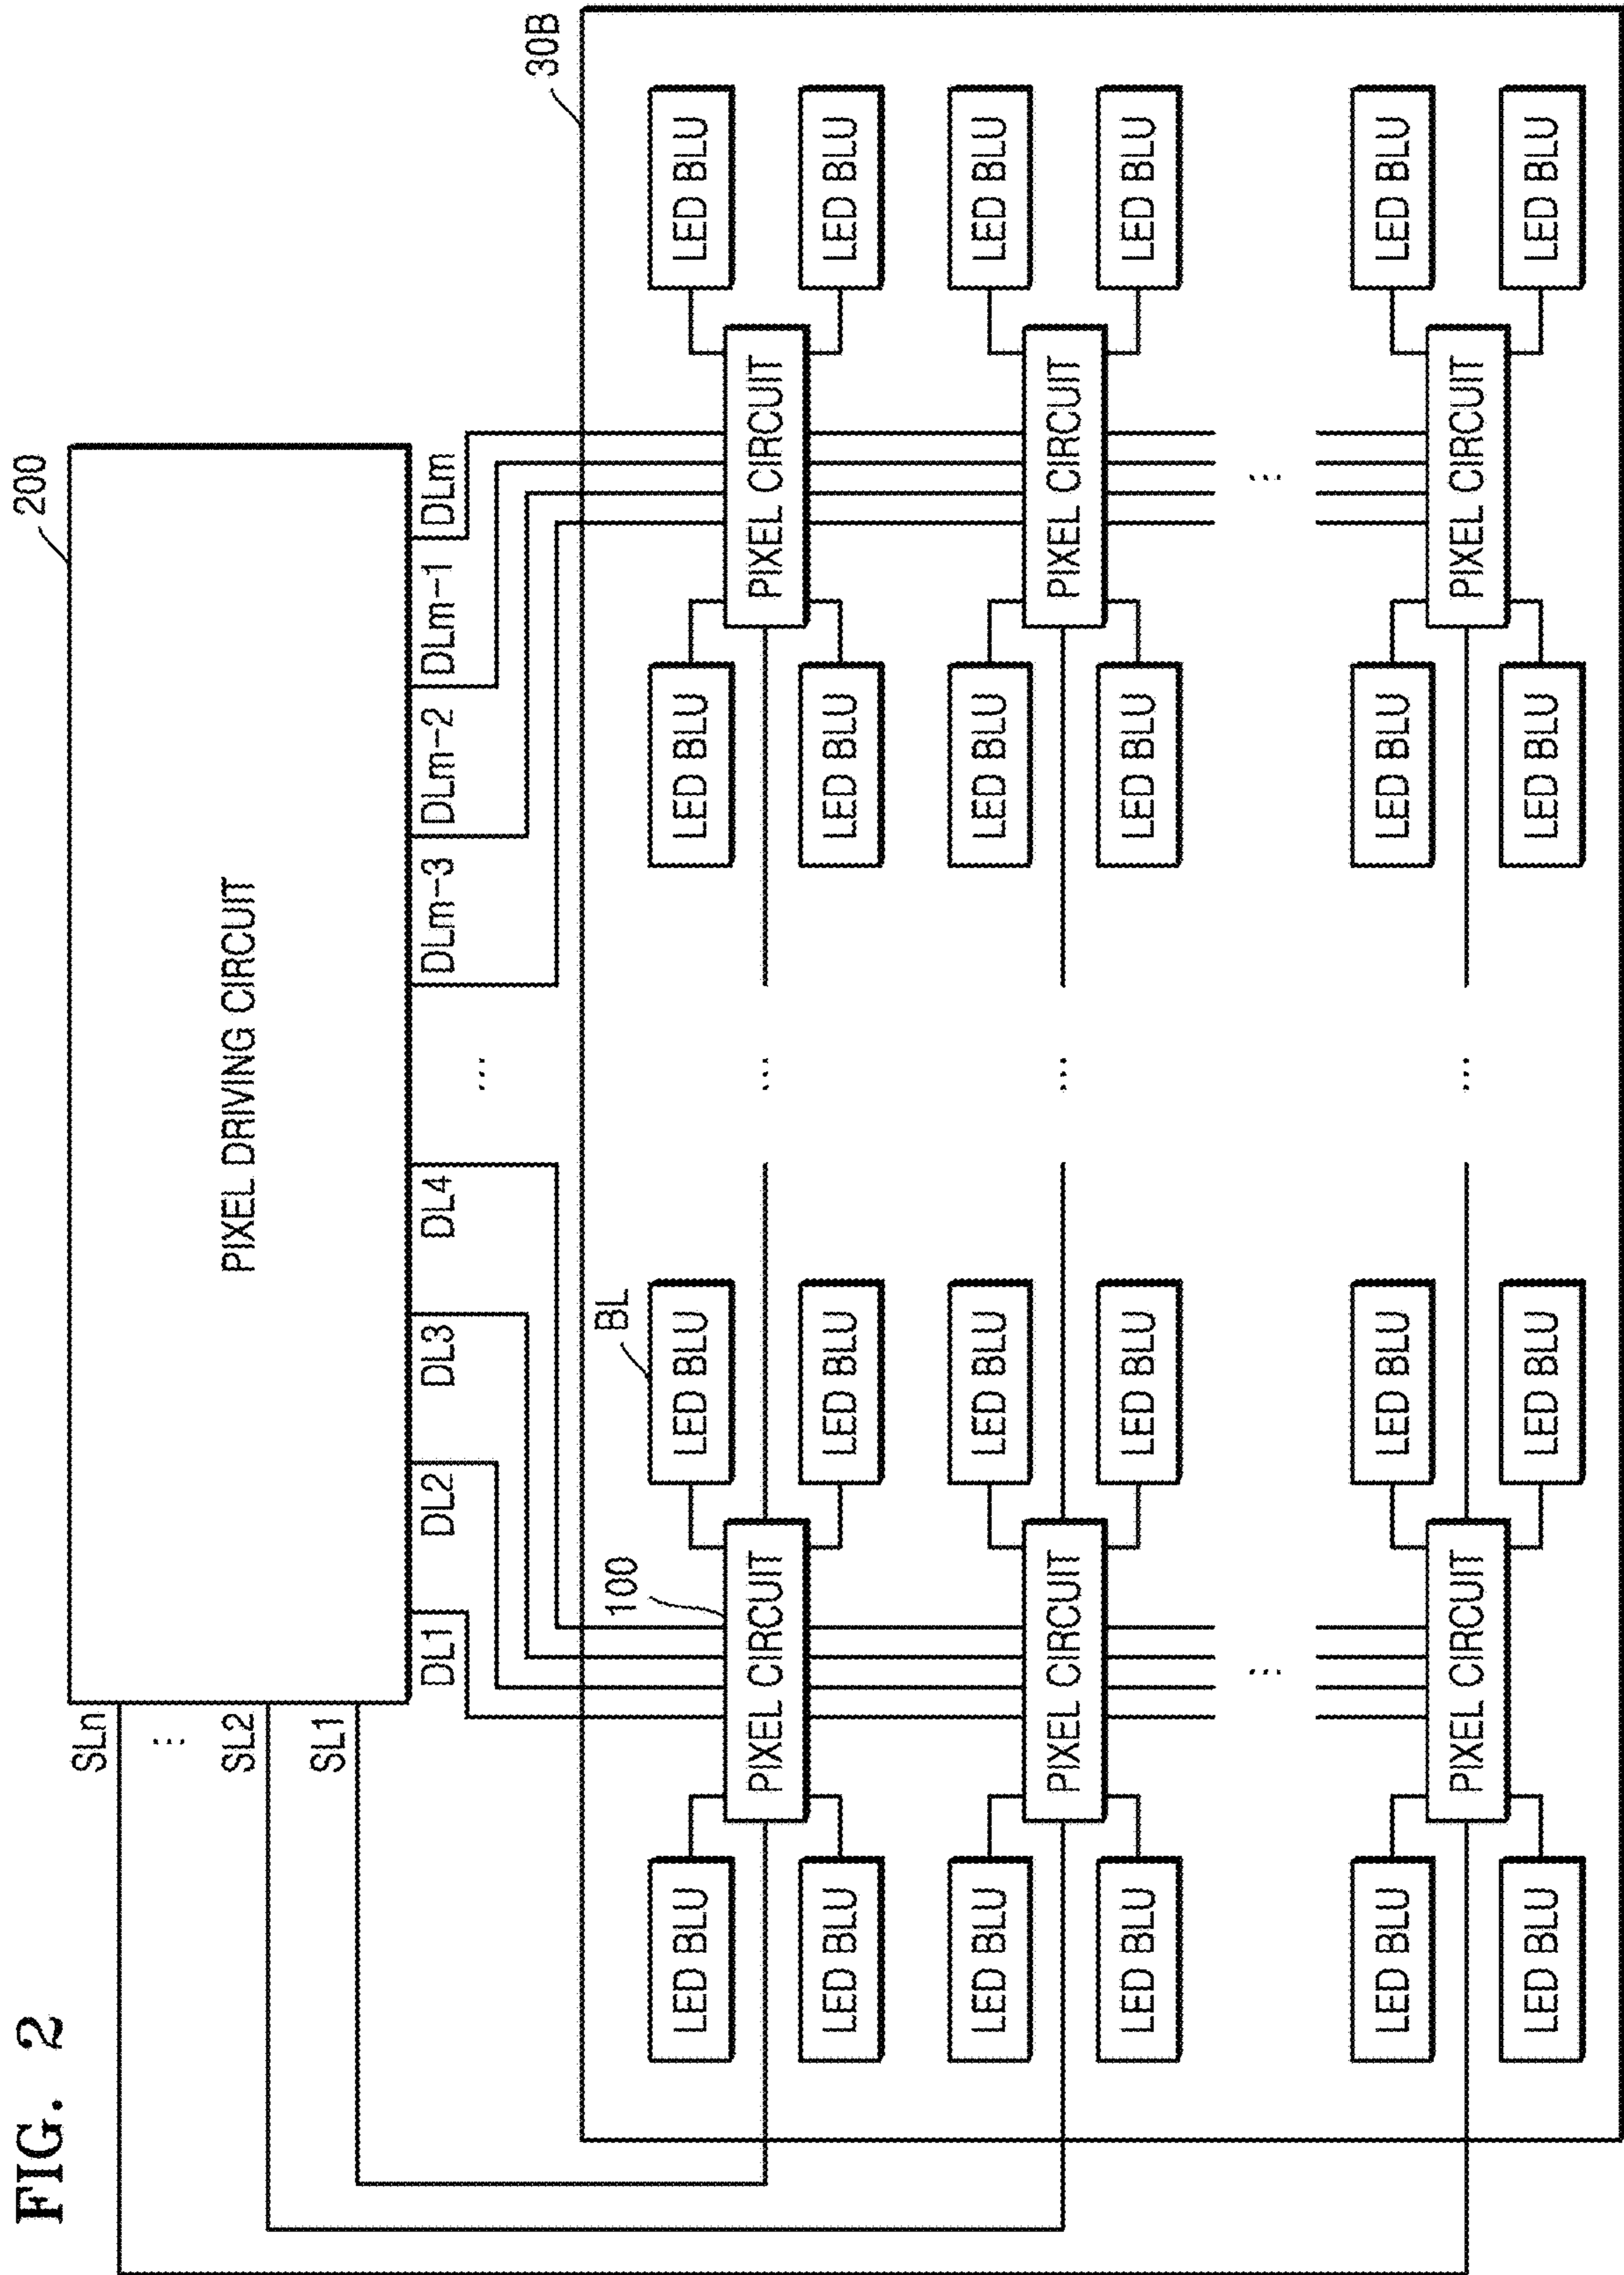 FIG. 2
200
PIXEL DRIVING CIRCUIT
SLn
⋮
SL2
SL1
DL1
DL2
DL3
DL4
...
DLm-3
DLm-2
DLm-1
DLm
30B
100
BL
LED BLU
LED BLU
LED BLU
LED BLU
PIXEL CIRCUIT
...
PIXEL CIRCUIT
LED BLU
LED BLU
LED BLU
LED BLU
LED BLU
LED BLU
LED BLU
LED BLU
PIXEL CIRCUIT
...
PIXEL CIRCUIT
LED BLU
LED BLU
LED BLU
LED BLU
⋮
⋮
LED BLU
LED BLU
LED BLU
LED BLU
PIXEL CIRCUIT
...
PIXEL CIRCUIT
LED BLU
LED BLU
LED BLU
LED BLU